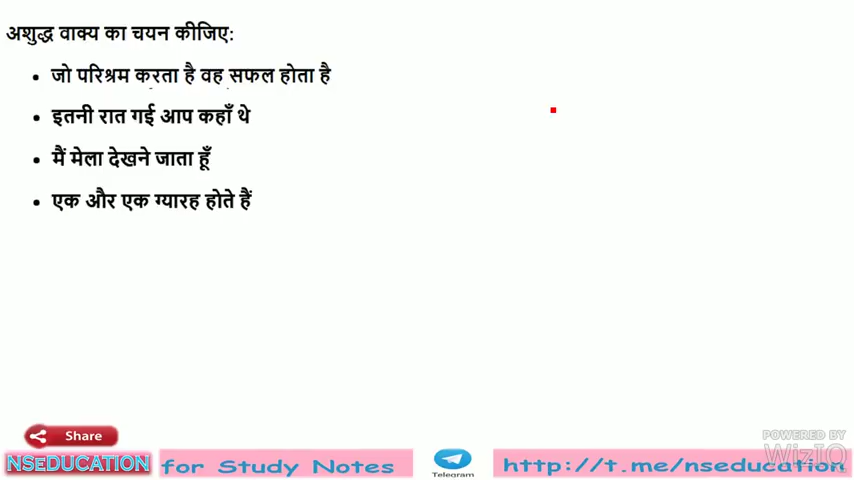 अशुद्ध वाक्य का चयन कीजिए:
• जो परिश्रम करता है वह सफल होता है
• इतनी रात गई आप कहाँ थे
• मैं मेला देखने जाता हूँ
• एक और एक ग्यारह होते हैं
Share
POWERED BY
WizIQ
NSEDUCATION for Study Notes Telegram http://t.me/nseducation